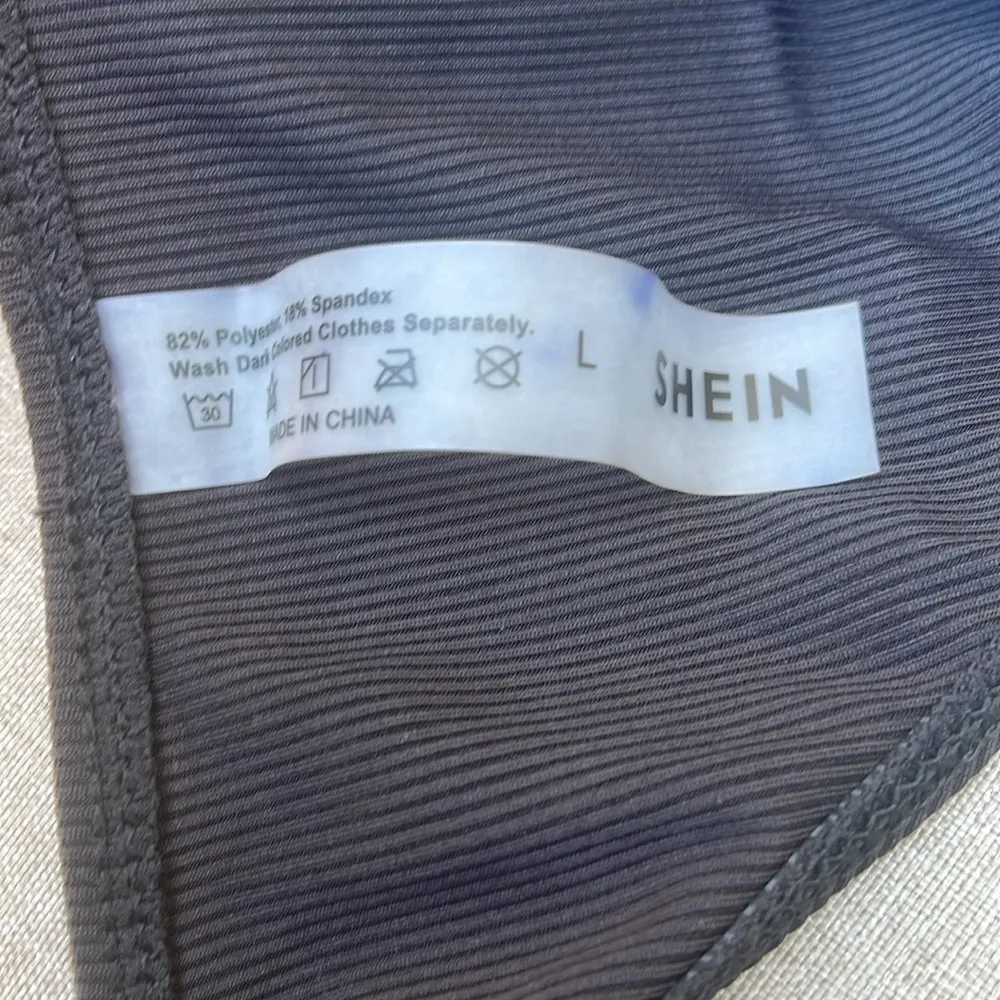 82% Polyester 18% Spandex
Wash Dark Colored Clothes Separately.
30
MADE IN CHINA
L
SHEIN